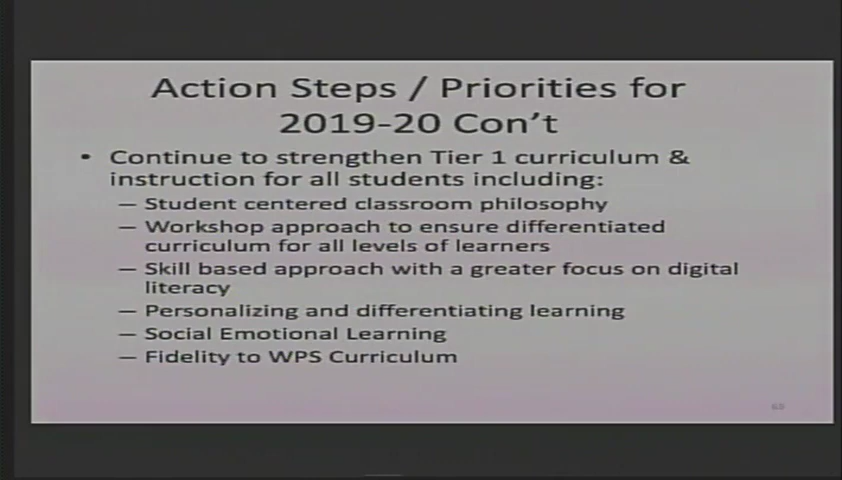 Action Steps / Priorities for
2019-20 Con't
• Continue to strengthen Tier 1 curriculum &
instruction for all students including:
– Student centered classroom philosophy
– Workshop approach to ensure differentiated
curriculum for all levels of learners
– Skill based approach with a greater focus on digital
literacy
– Personalizing and differentiating learning
– Social Emotional Learning
– Fidelity to WPS Curriculum